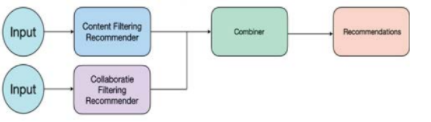 Input
Content Filtering
Recommender
Combiner
Recommendations
Input
Collaboratie
Filtering
Recommender